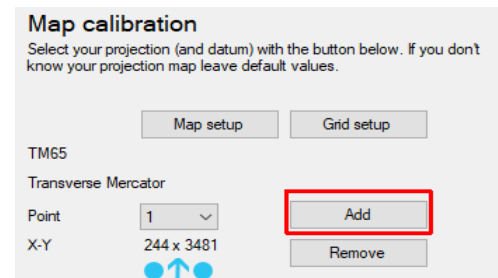 Map calibration
Select your projection (and datum) with the button below. If you don't
know your projection map leave default values.
Map setup Grid setup
TM65
Transverse Mercator
Point 1 Add
X-Y 244 x 3481 Remove